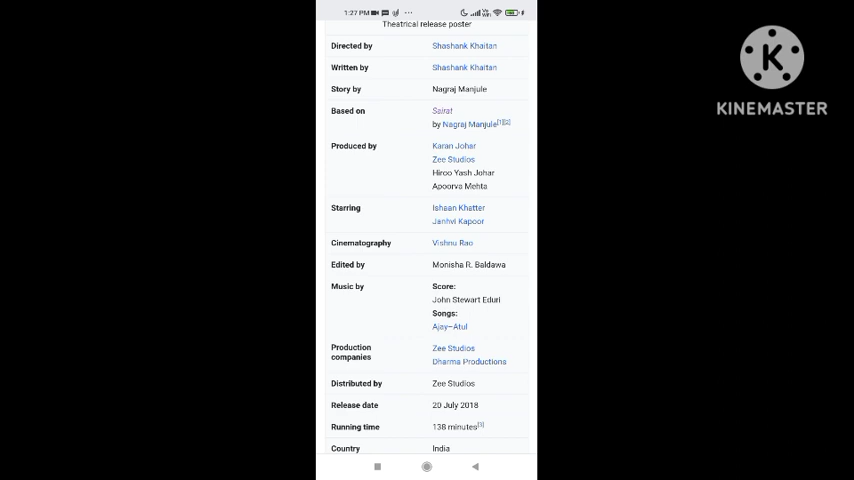 1:27 PM
Theatrical release poster
Directed by Shashank Khaitan
Written by Shashank Khaitan
Story by Nagraj Manjule
Based on Sairat
by Nagraj Manjule[1][2]
Produced by Karan Johar
Zee Studios
Hiroo Yash Johar
Apoorva Mehta
Starring Ishaan Khatter
Janhvi Kapoor
Cinematography Vishnu Rao
Edited by Monisha R. Baldawa
Music by Score:
John Stewart Eduri
Songs:
Ajay–Atul
Production Zee Studios
companies Dharma Productions
Distributed by Zee Studios
Release date 20 July 2018
Running time 138 minutes[3]
Country India
KINEMASTER